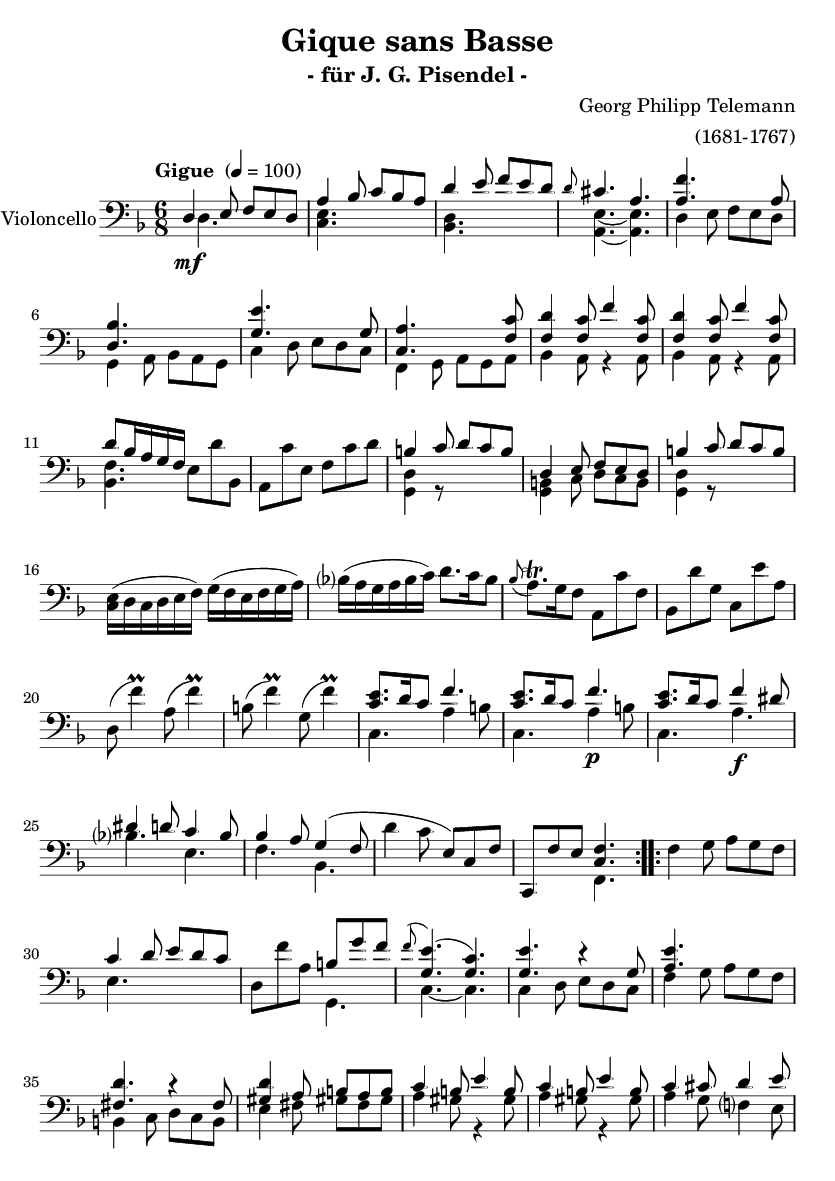 Gique sans Basse
- für J. G. Pisendel -
Georg Philipp Telemann
(1681-1767)
Gigue (♩ = 100)
Violoncello
6
8
mf
6
11
16
tr
20
p
f
25
30
35